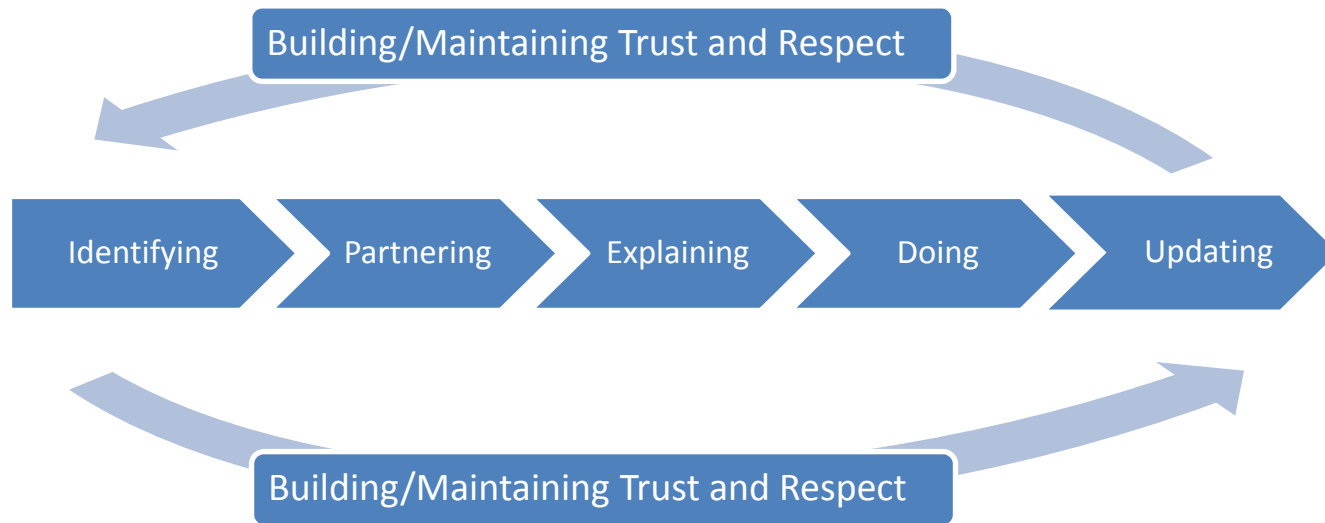 Building/Maintaining Trust and Respect
Identifying
Partnering
Explaining
Doing
Updating
Building/Maintaining Trust and Respect